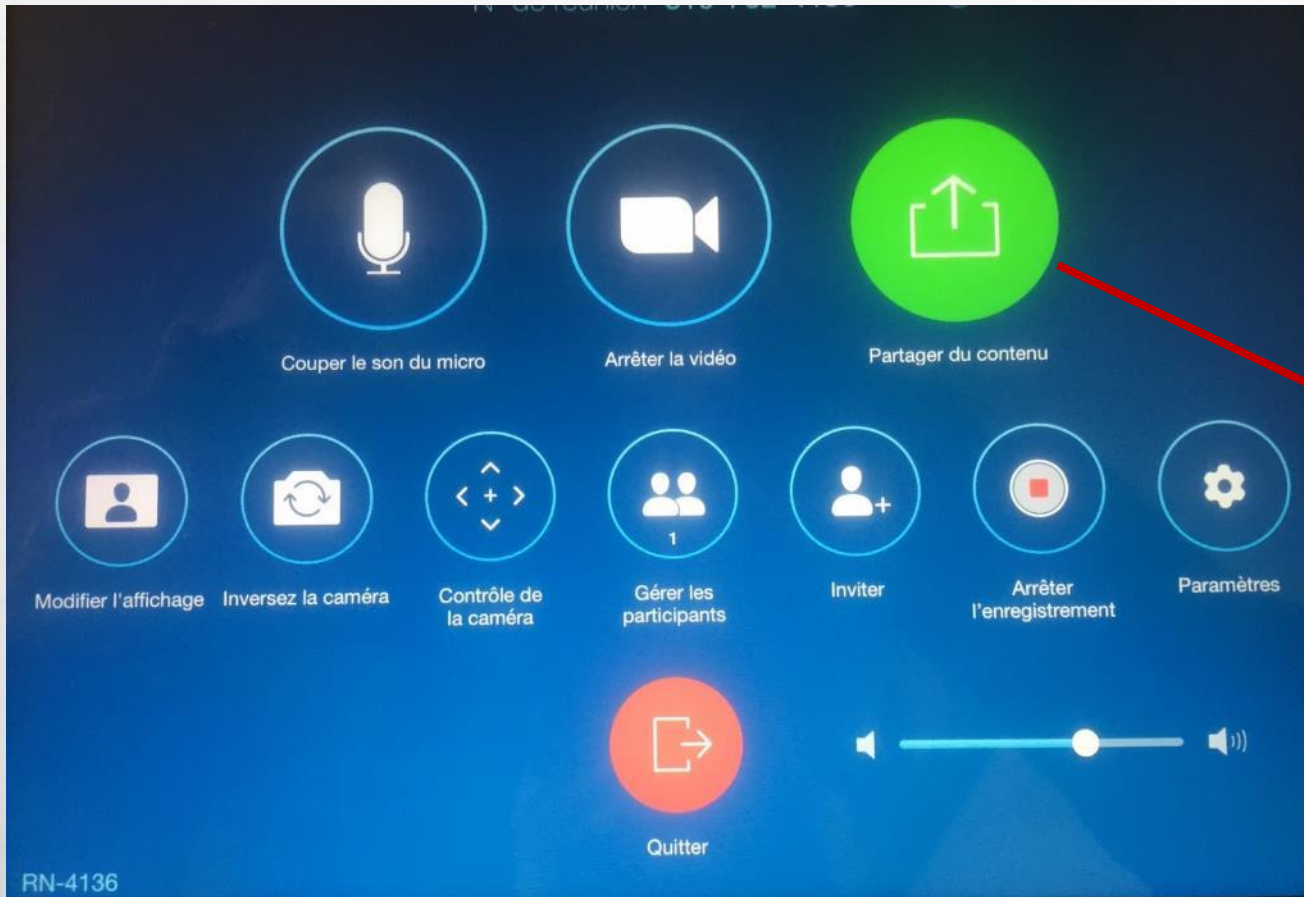 Couper le son du micro
Arrêter la vidéo
Partager du contenu
Modifier l'affichage
Inversez la caméra
Contrôle de
la caméra
Gérer les
participants
1
Inviter
Arrêter
l'enregistrement
Paramètres
Quitter
RN-4136